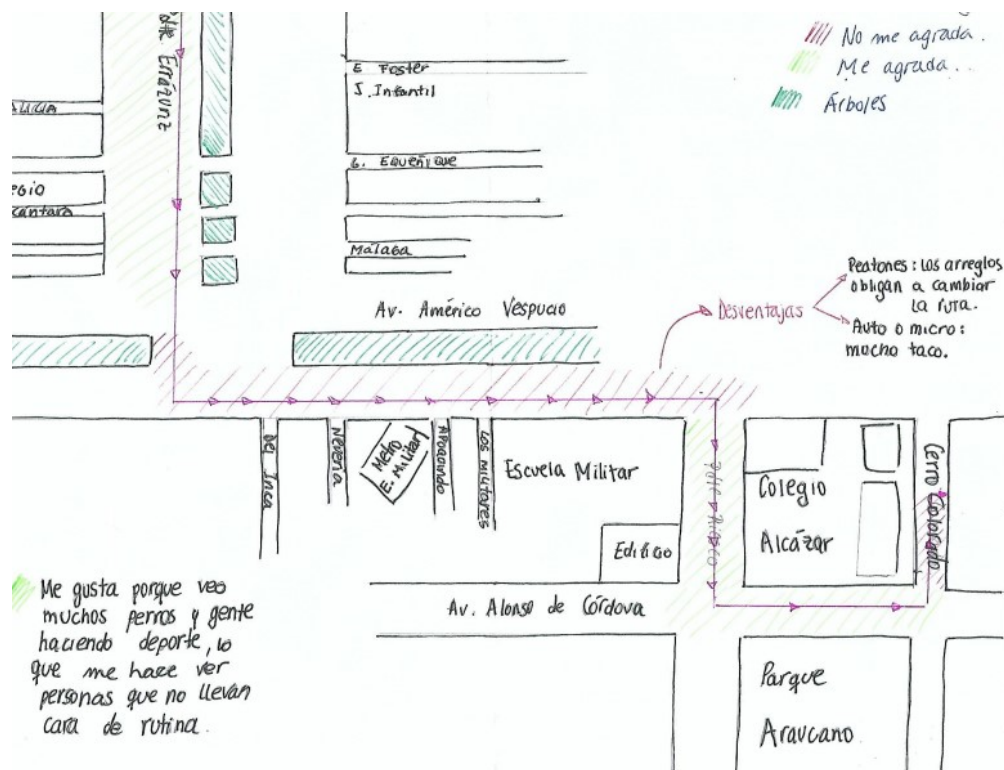 No me agrada.
Me agrada..
Árboles
Errázuriz
E Foster
S. Infantil
G. Equeñique
Málaga
Av. Américo Vespucio
Desventajas
Peatones: los arreglos
obligan a cambiar
la ruta.
Auto o micro:
mucho taco.
Del Inca
Nevería
Metro
E. Militar
Apoquindo
Los Militares
Escuela Militar
Edificio
Colegio
Alcázar
Cerro Colorado
Av. Alonso de Córdova
Parque
Araucano
Me gusta porque veo
muchos perros y gente
haciendo deporte, lo
que me hace ver
personas que no llevan
cara de rutina.